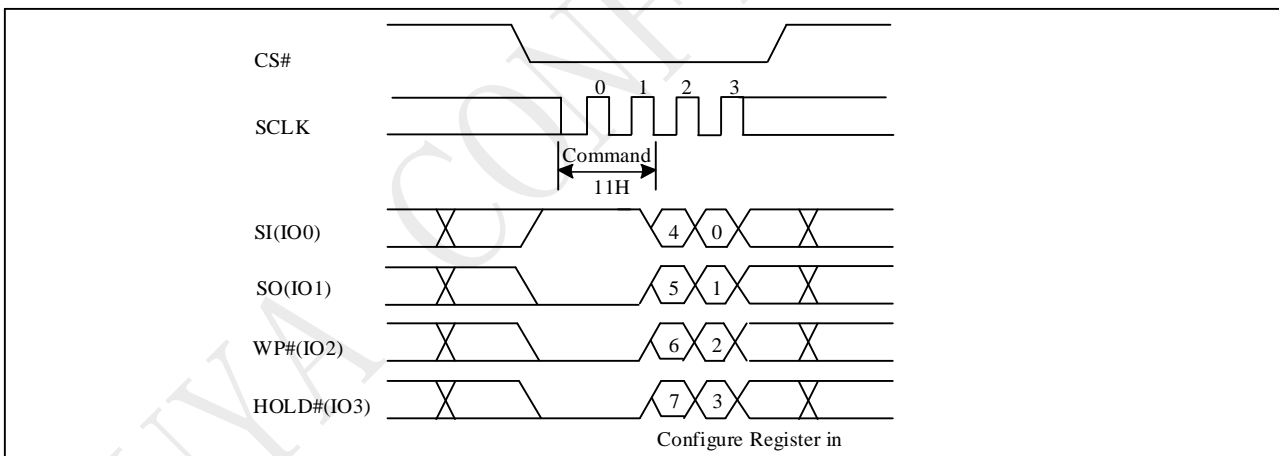 CS#
0 1 2 3
SCLK
Command
11H
SI(IO0)
4 0
SO(IO1)
5 1
WP#(IO2)
6 2
HOLD#(IO3)
7 3
Configure Register in